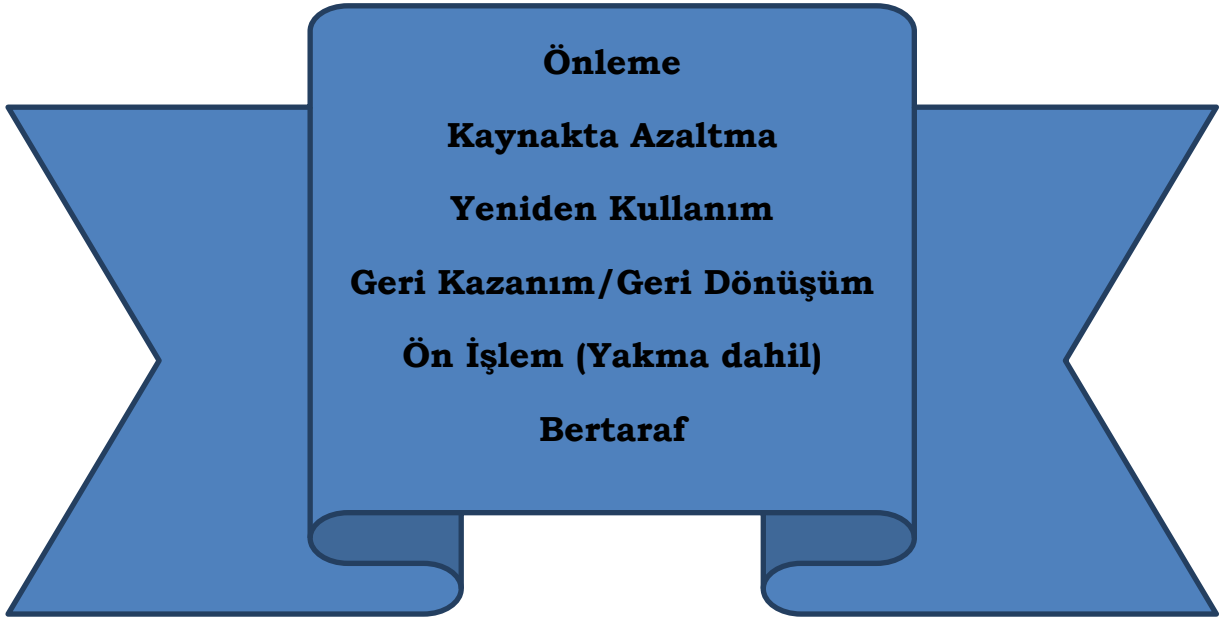 Önleme
Kaynakta Azaltma
Yeniden Kullanım
Geri Kazanım/Geri Dönüşüm
Ön İşlem (Yakma dahil)
Bertaraf